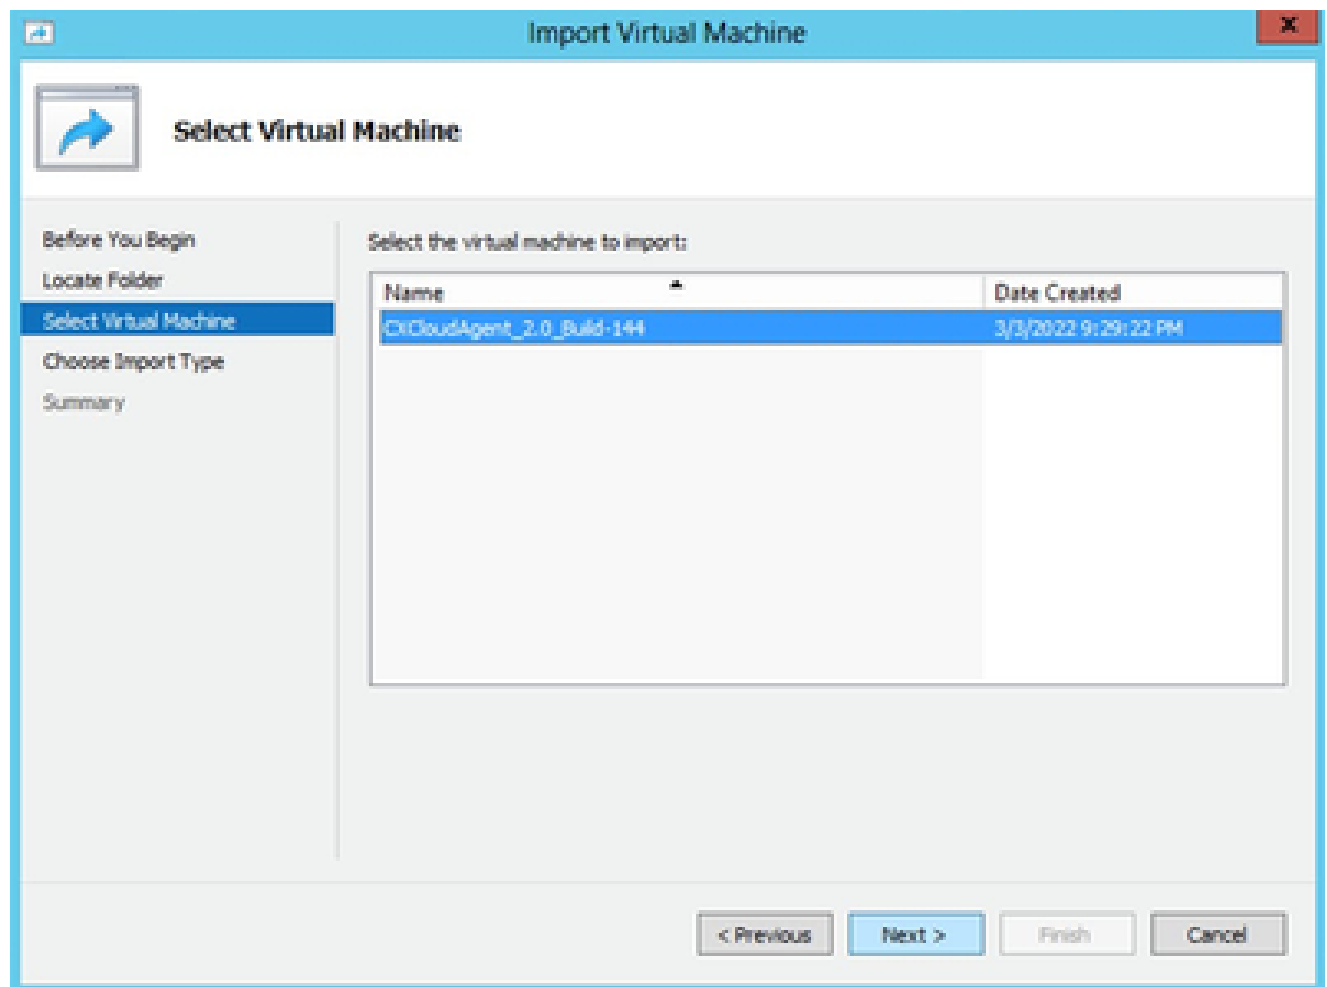 Import Virtual Machine
x
Select Virtual Machine
Before You Begin
Locate Folder
Select Virtual Machine
Choose Import Type
Summary
Select the virtual machine to import:
Name Date Created
CXCloudAgent_2.0_Build-144 3/3/2022 9:29:22 PM
< Previous Next > Finish Cancel